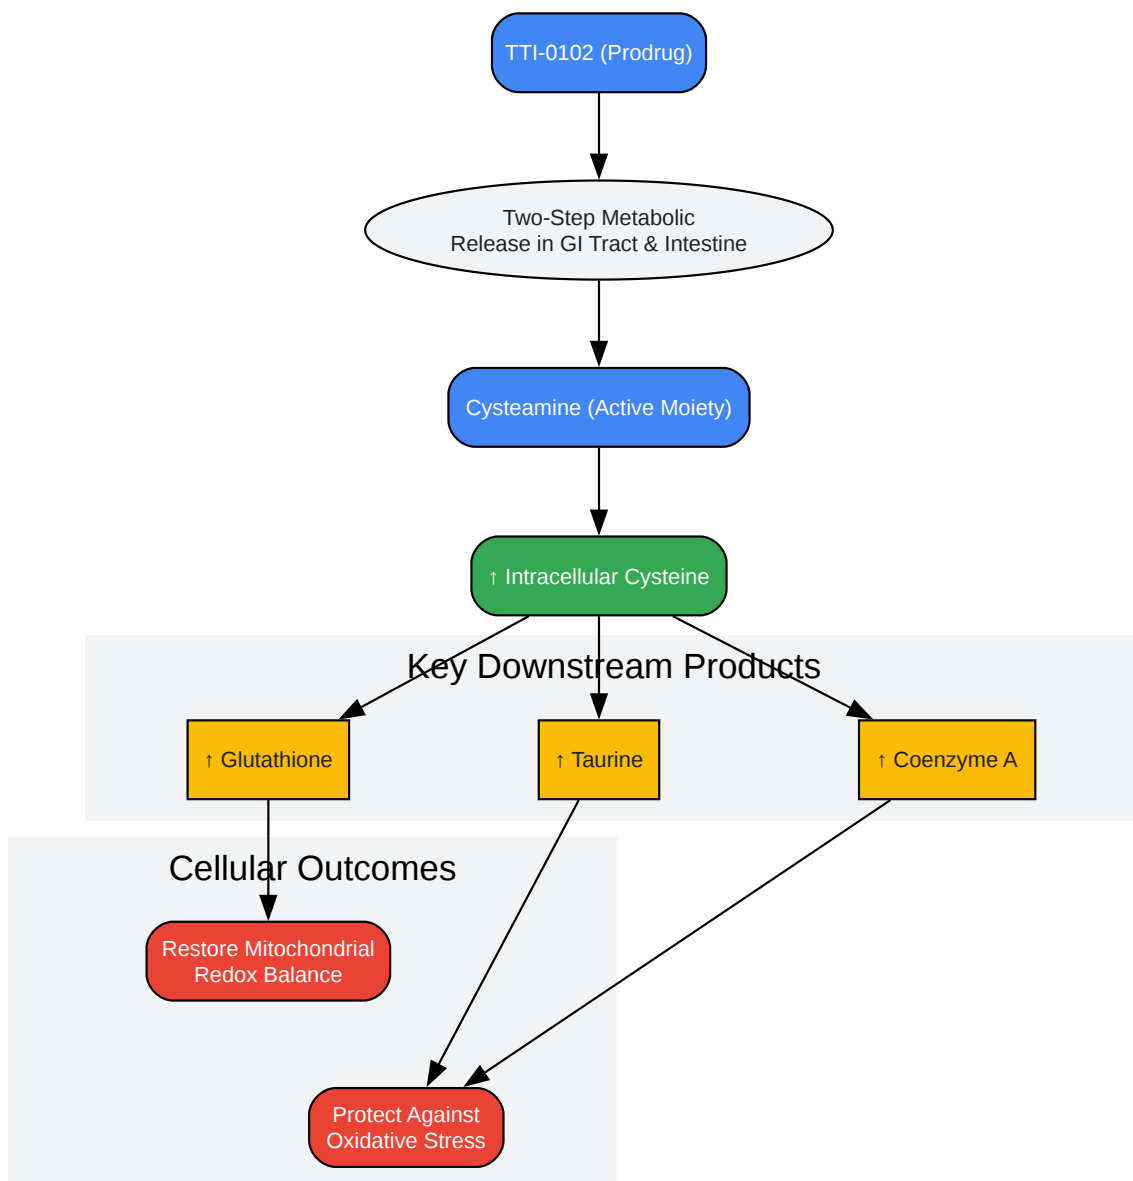 TTI-0102 (Prodrug)
Two-Step Metabolic
Release in GI Tract & Intestine
Cysteamine (Active Moiety)
↑ Intracellular Cysteine
Key Downstream Products
↑ Glutathione
↑ Taurine
↑ Coenzyme A
Cellular Outcomes
Restore Mitochondrial
Redox Balance
Protect Against
Oxidative Stress